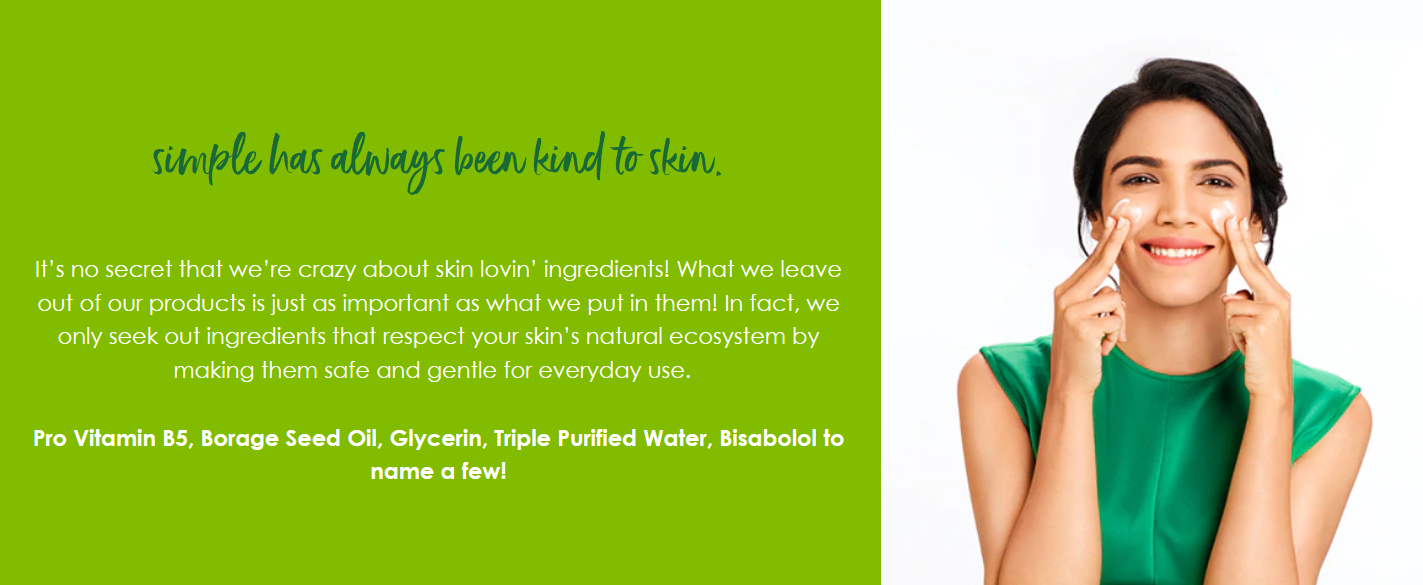 simple has always been kind to skin.
It’s no secret that we’re crazy about skin lovin’ ingredients! What we leave
out of our products is just as important as what we put in them! In fact, we
only seek out ingredients that respect your skin’s natural ecosystem by
making them safe and gentle for everyday use.
Pro Vitamin B5, Borage Seed Oil, Glycerin, Triple Purified Water, Bisabolol to
name a few!